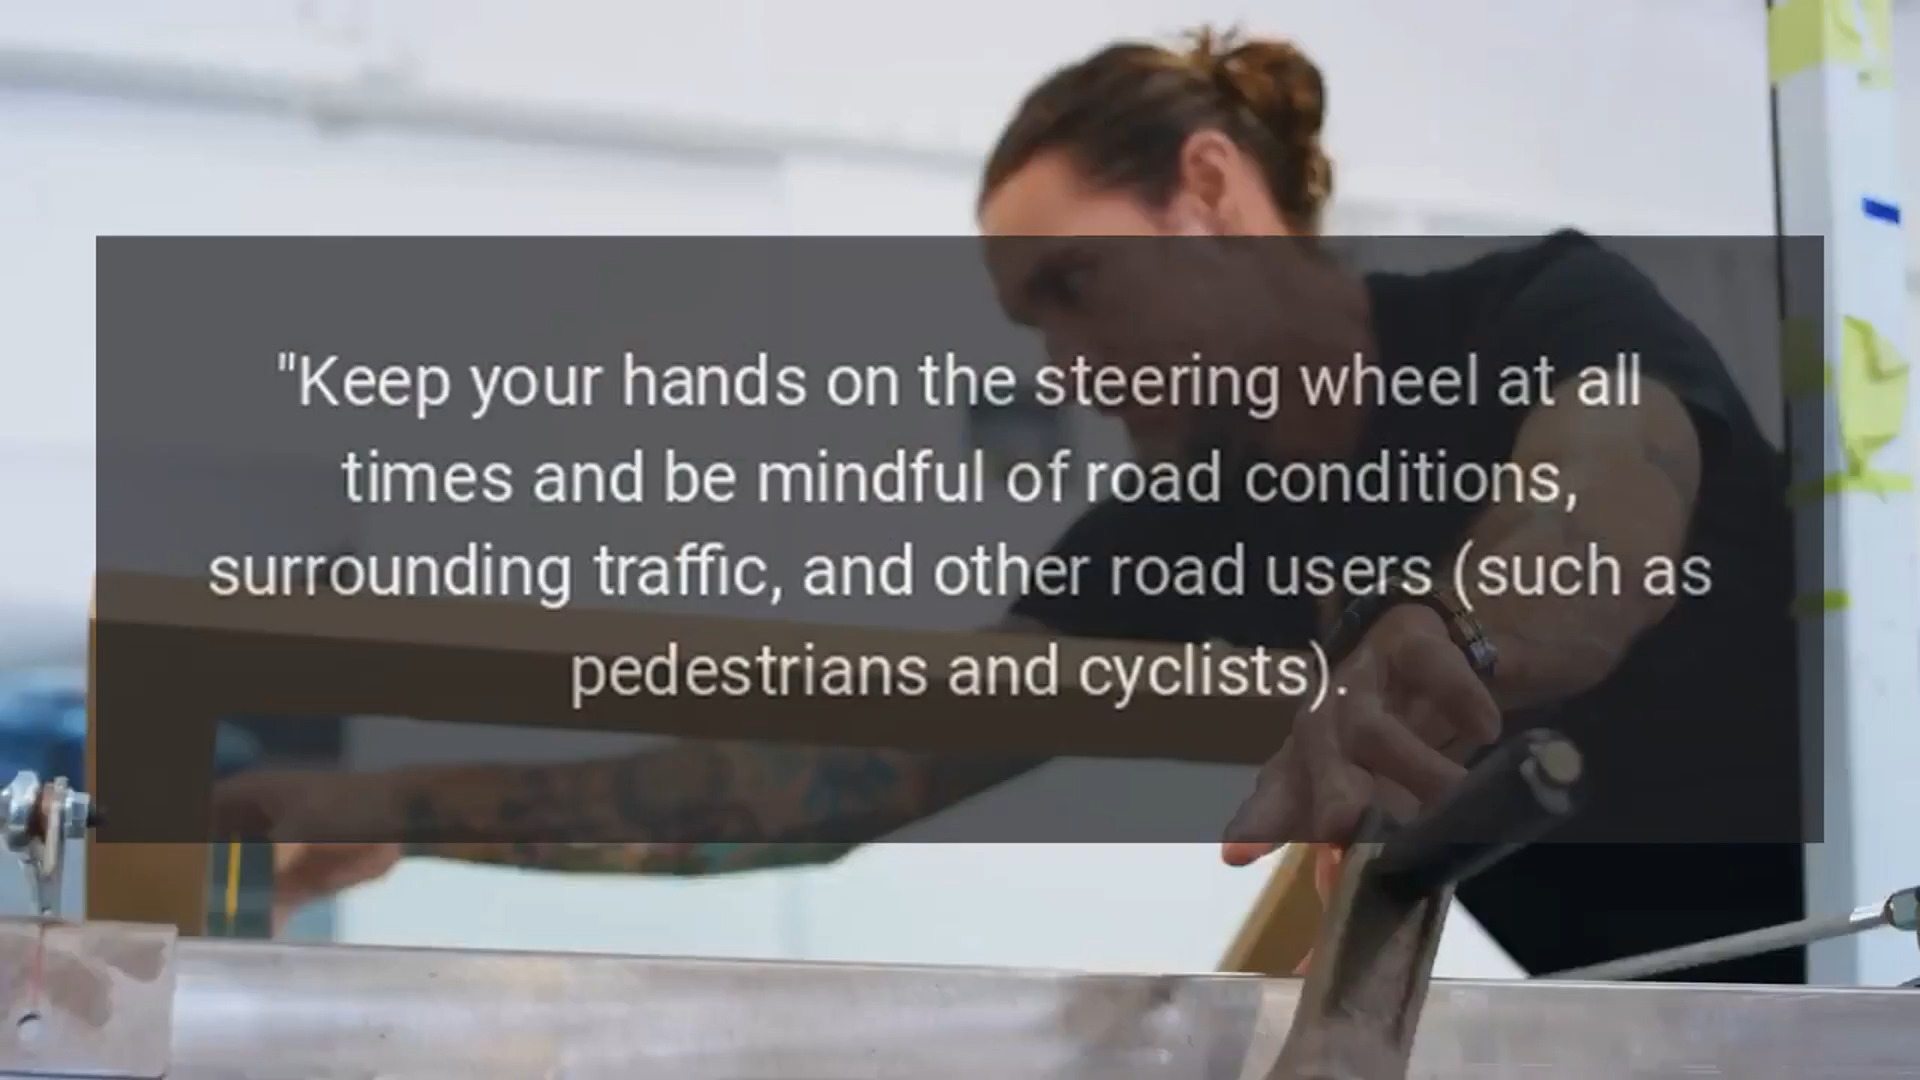 "Keep your hands on the steering wheel at all
times and be mindful of road conditions,
surrounding traffic, and other road users (such as
pedestrians and cyclists).